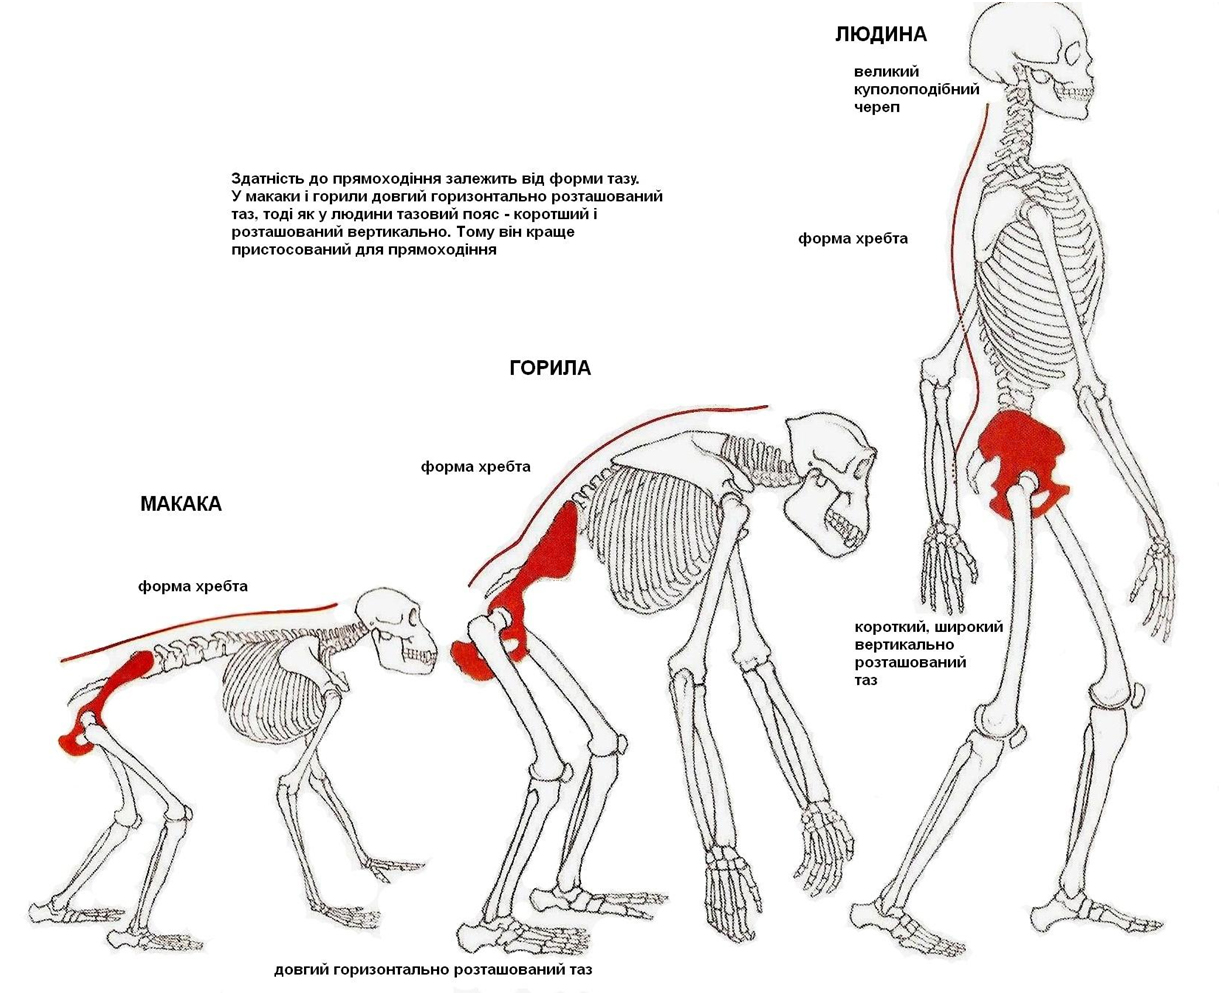 ЛЮДИНА
великий
куполоподібний
череп
Здатність до прямоходіння залежить від форми тазу.
У макаки і горили довгий горизонтально розташований
таз, тоді як у людини тазовий пояс - коротший і
розташований вертикально. Тому він краще
пристосований для прямоходіння
форма хребта
ГОРИЛА
форма хребта
МАКАКА
форма хребта
короткий, широкий
вертикально
розташований
таз
довгий горизонтально розташований таз